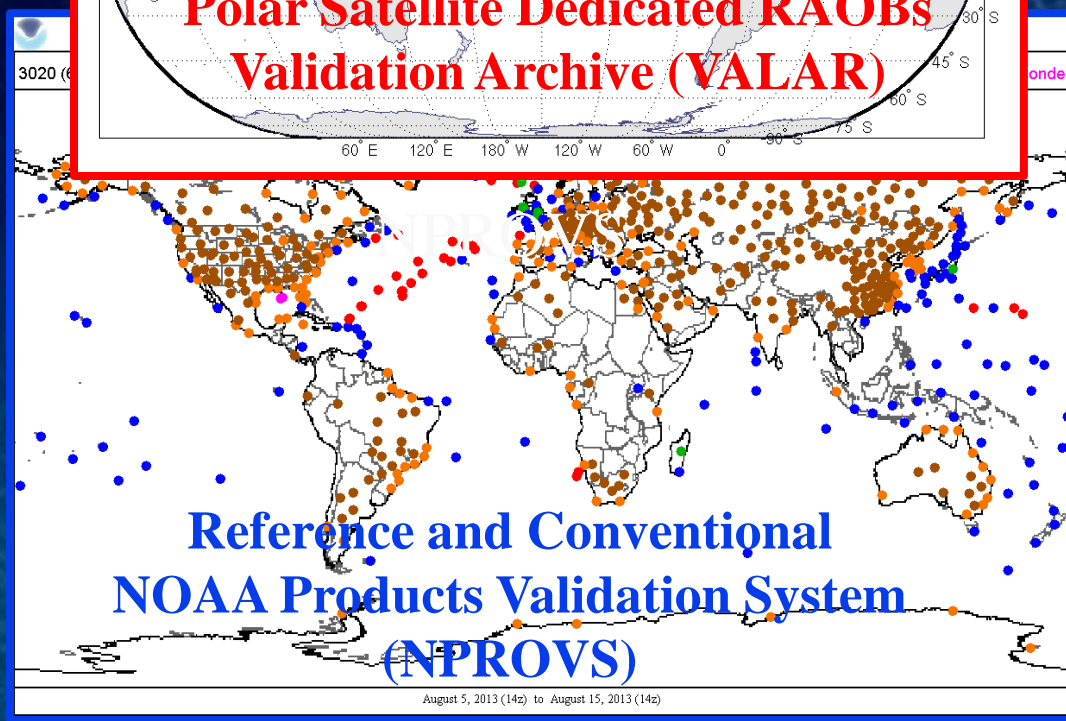 Polar Satellite Dedicated RAOBs
30° S
Validation Archive (VALAR)
45° S
3020 (6
onde
60° S
75° S
90° S
60° E 120° E 180° W 120° W 60° W 0°
NPROVS
Reference and Conventional
NOAA Products Validation System
(NPROVS)
August 5, 2013 (14z) to August 15, 2013 (14z)